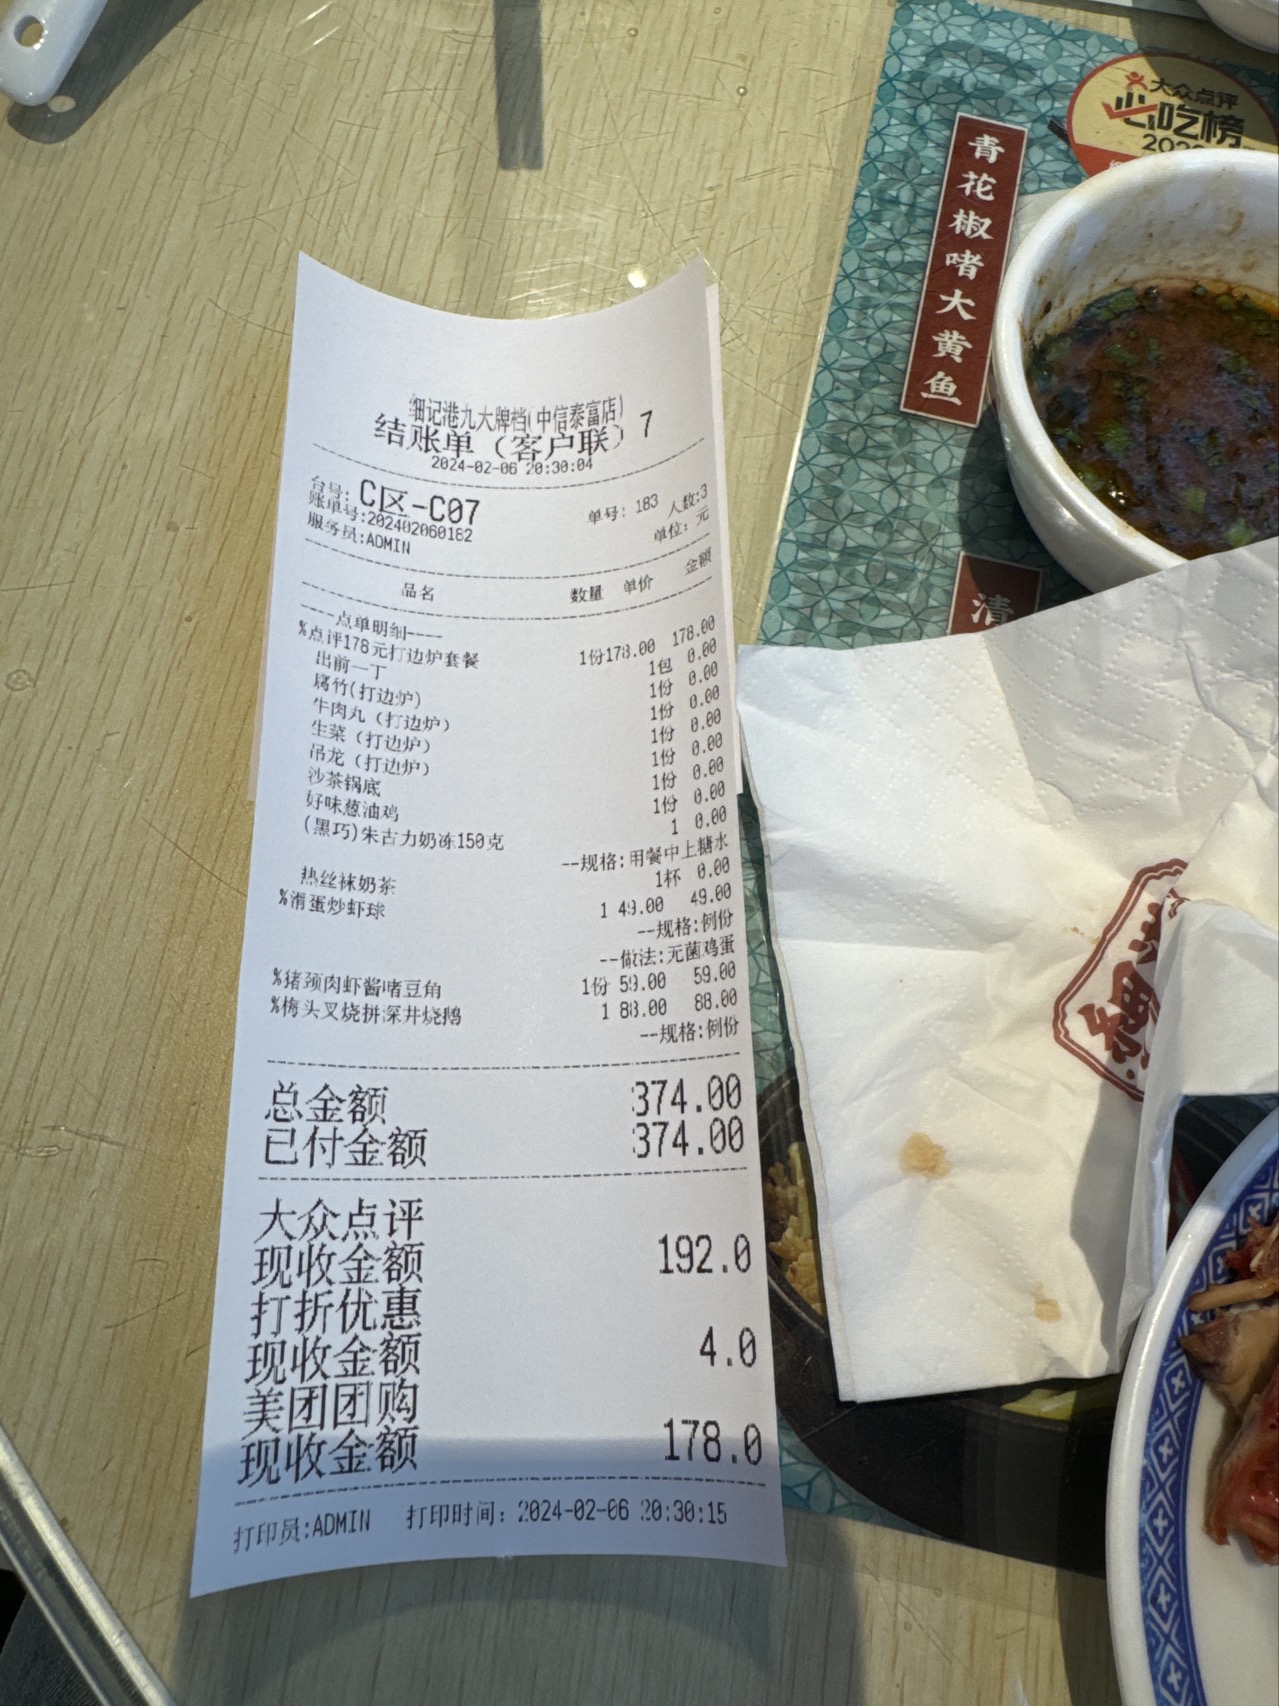 细记港九大牌档(中信泰富店)
结账单（客户联）7
2024-02-06 20:30:04
台号: C区-C07 单号: 183 人数:3
账单号:202402060182 单位: 元
服务员:ADMIN
品名 数量 单价 金额
----点单明细----
%点评178元打边炉套餐 1份178.00 178.00
出前一丁 1包 0.00
腐竹(打边炉) 1份 0.00
牛肉丸（打边炉） 1份 0.00
生菜（打边炉） 1份 0.00
吊龙（打边炉） 1份 0.00
沙茶锅底 1份 0.00
好味葱油鸡 1份 0.00
(黑巧)朱古力奶冻150克 1 0.00
--规格:用餐中上糖水
热丝袜奶茶 1杯 0.00
%滑蛋炒虾球 1 49.00 49.00
--规格:例份
--做法:无菌鸡蛋
%猪颈肉虾酱啫豆角 1份 59.00 59.00
%梅头叉烧拼深井烧鹅 1 88.00 88.00
--规格:例份
总金额 374.00
已付金额 374.00
大众点评
现收金额 192.0
打折优惠
现收金额 4.0
美团团购
现收金额 178.0
打印员:ADMIN 打印时间: 2024-02-06 20:30:15
大众点评
必吃榜
青花椒啫大黄鱼
清
細